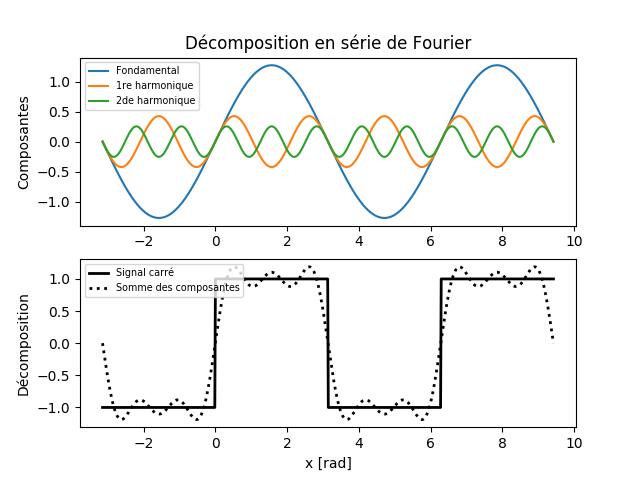 Décomposition en série de Fourier
Composantes
1.0
0.5
0.0
−0.5
−1.0
Fondamental
1re harmonique
2de harmonique
−2 0 2 4 6 8 10
Décomposition
1.0
0.5
0.0
−0.5
−1.0
Signal carré
Somme des composantes
−2 0 2 4 6 8 10
x [rad]